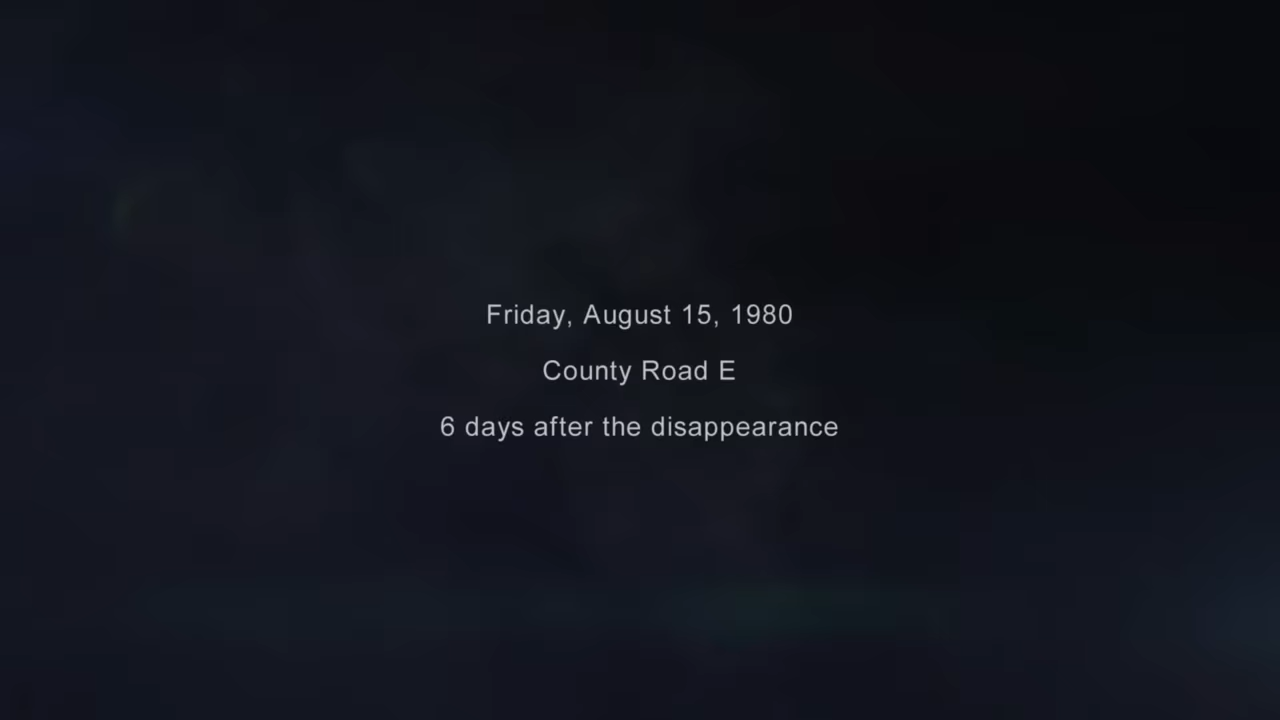 Friday, August 15, 1980
County Road E
6 days after the disappearance